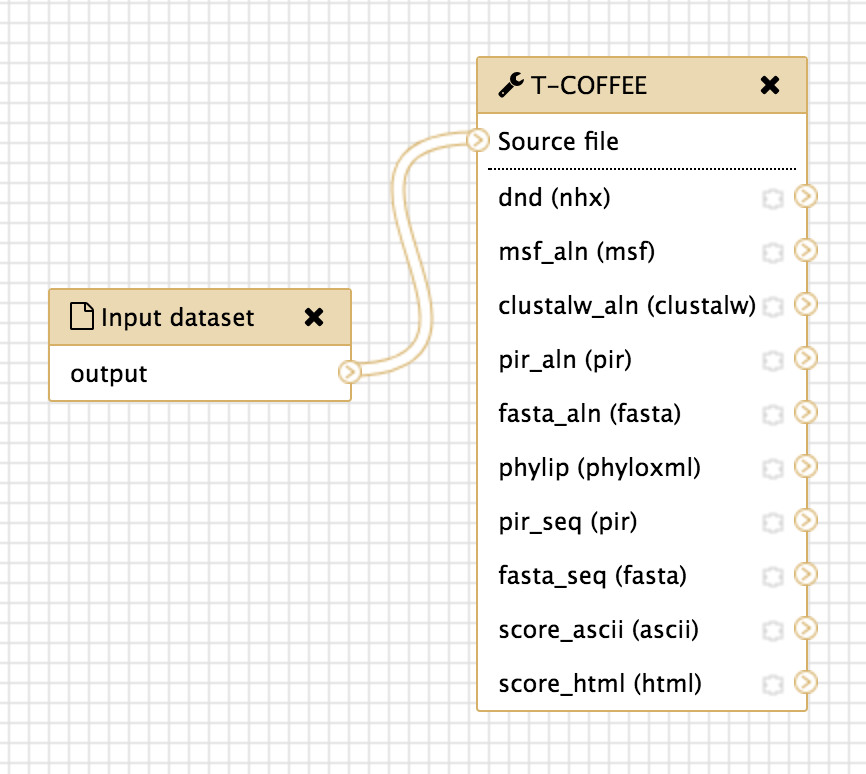 T-COFFEE
Source file
dnd (nhx)
msf_aln (msf)
clustalw_aln (clustalw)
pir_aln (pir)
fasta_aln (fasta)
phylip (phyloxml)
pir_seq (pir)
fasta_seq (fasta)
score_ascii (ascii)
score_html (html)
Input dataset
output